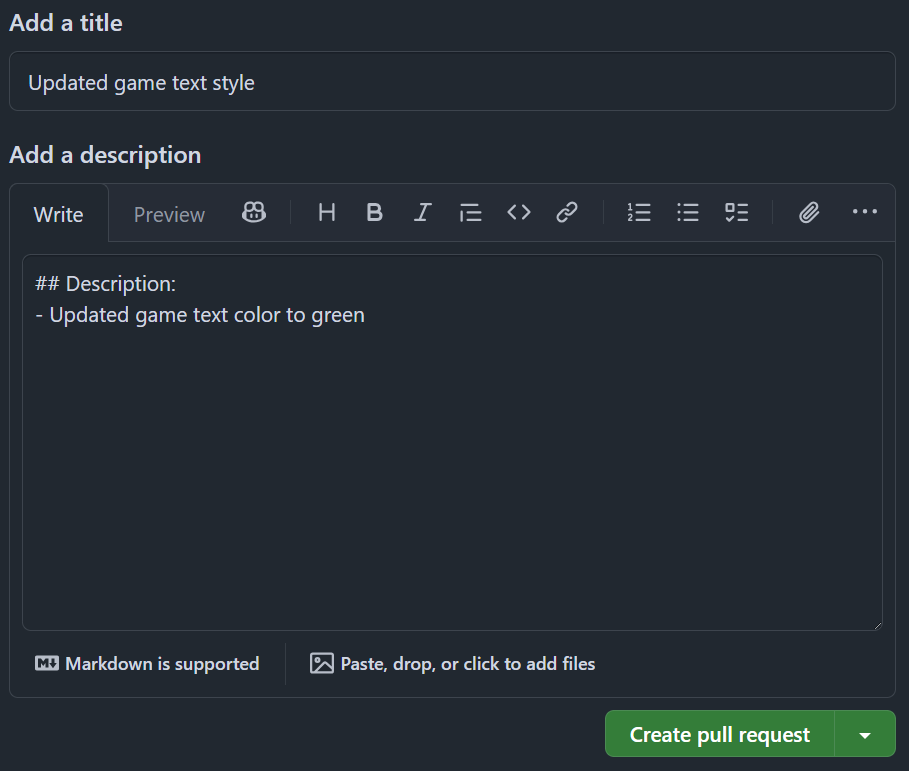 Add a title
Updated game text style
Add a description
Write Preview H B I
## Description:
- Updated game text color to green
M↓ Markdown is supported Paste, drop, or click to add files
Create pull request